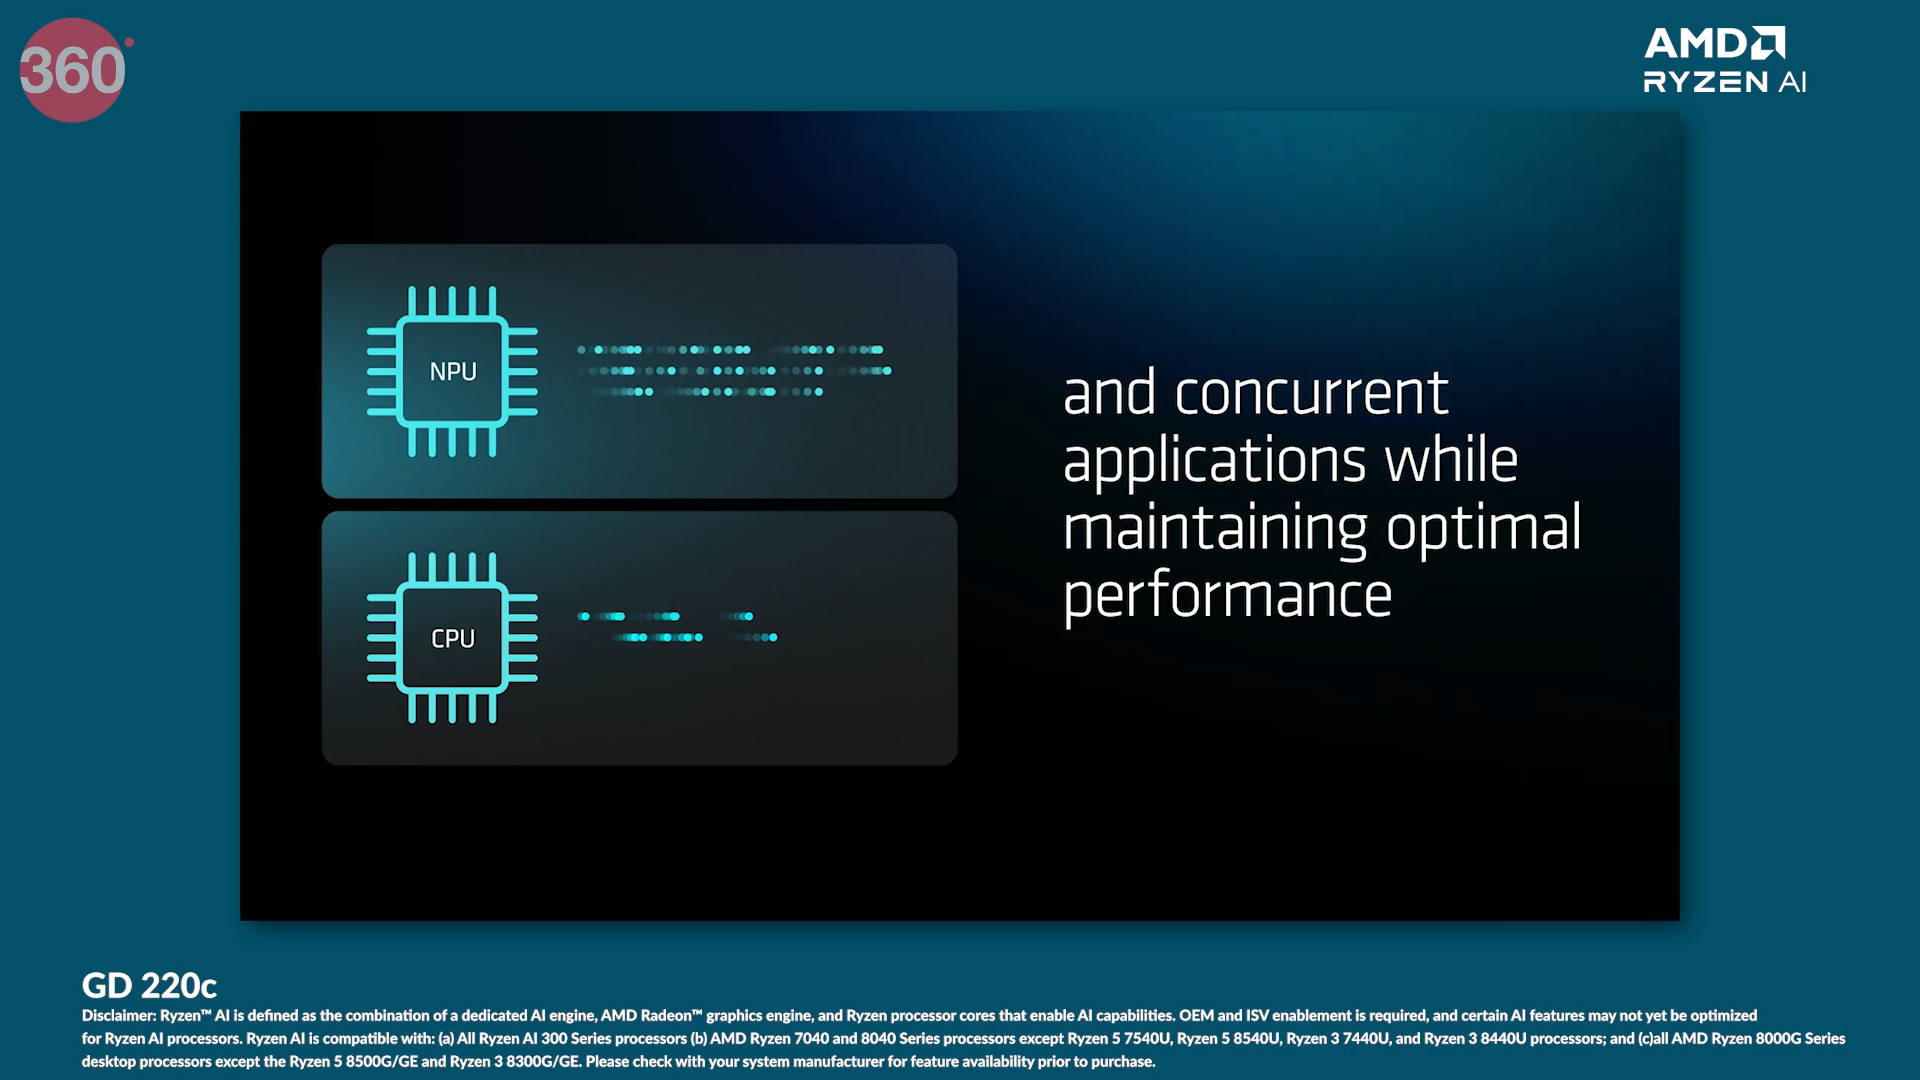 360
AMD
RYZEN AI
NPU
CPU
and concurrent
applications while
maintaining optimal
performance
GD 220c
Disclaimer: Ryzen™ AI is defined as the combination of a dedicated AI engine, AMD Radeon™ graphics engine, and Ryzen processor cores that enable AI capabilities. OEM and ISV enablement is required, and certain AI features may not yet be optimized
for Ryzen AI processors. Ryzen AI is compatible with: (a) All Ryzen AI 300 Series processors (b) AMD Ryzen 7040 and 8040 Series processors except Ryzen 5 7540U, Ryzen 5 8540U, Ryzen 3 7440U, and Ryzen 3 8440U processors; and (c)all AMD Ryzen 8000G Series
desktop processors except the Ryzen 5 8500G/GE and Ryzen 3 8300G/GE. Please check with your system manufacturer for feature availability prior to purchase.